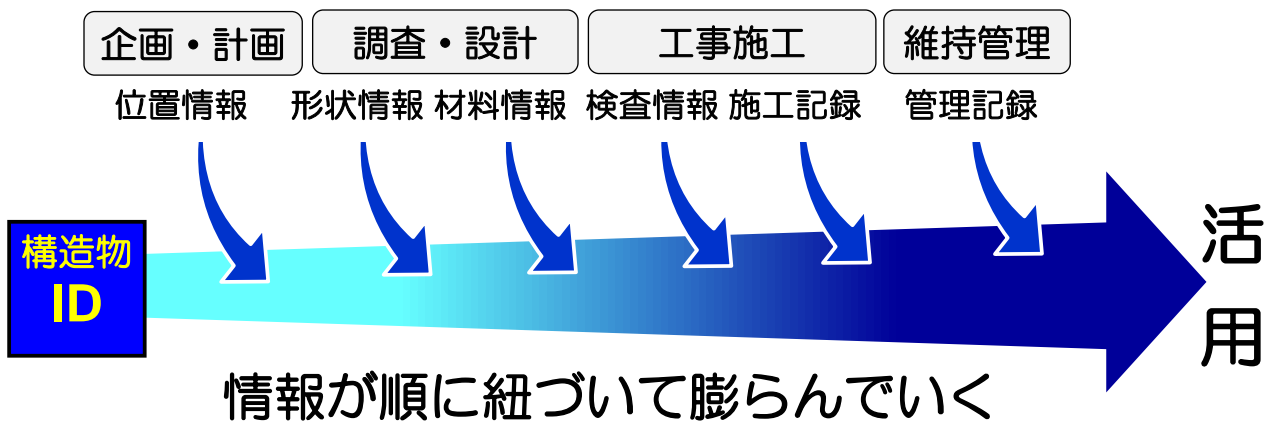 企画・計画
調査・設計
工事施工
維持管理
位置情報
形状情報 材料情報
検査情報 施工記録
管理記録
構造物
ID
活用
情報が順に紐づいて膨らんでいく